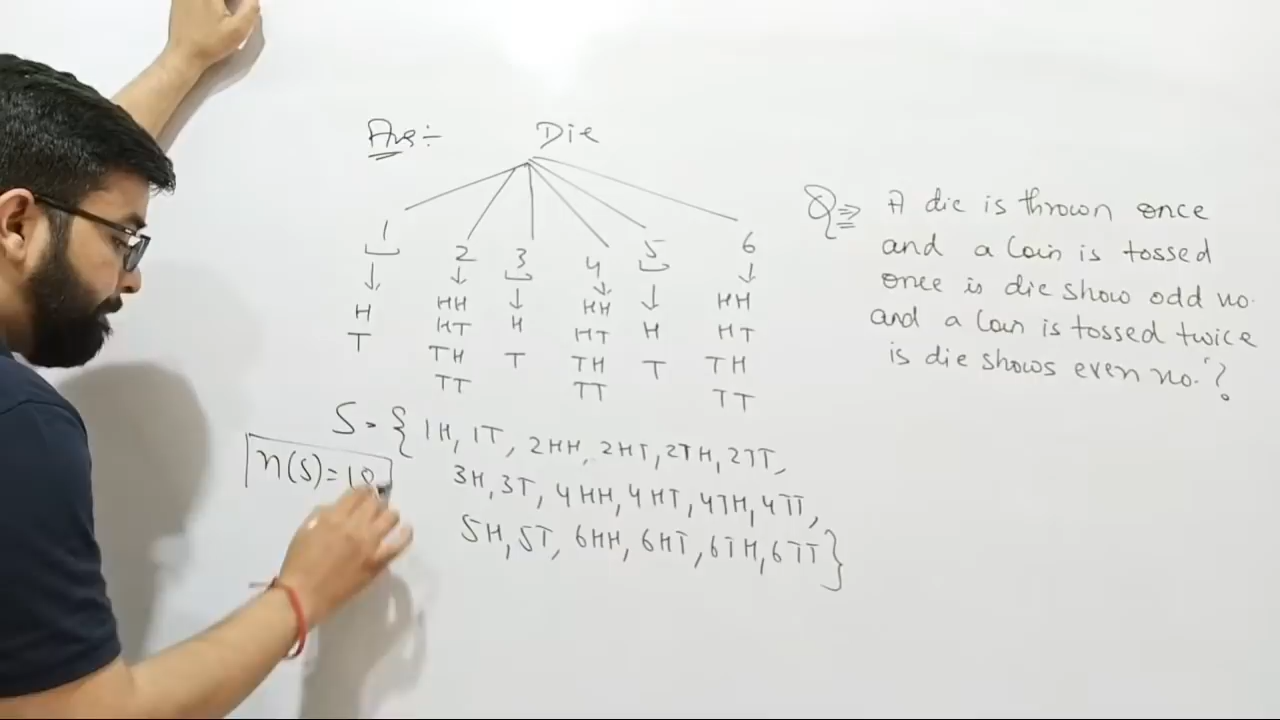 Ans ÷
Die
1 2 3 4 5 6
H HH H HH H HH
T HT T HT T HT
TH TH TH
TT TT TT
S = { 1H, 1T, 2HH, 2HT, 2TH, 2TT,
3H, 3T, 4HH, 4HT, 4TH, 4TT,
5H, 5T, 6HH, 6HT, 6TH, 6TT }
n(S)=18
Q ⇒ A die is thrown once
and a Coin is tossed
once is die show odd no.
and a Coin is tossed twice
is die shows even no.?